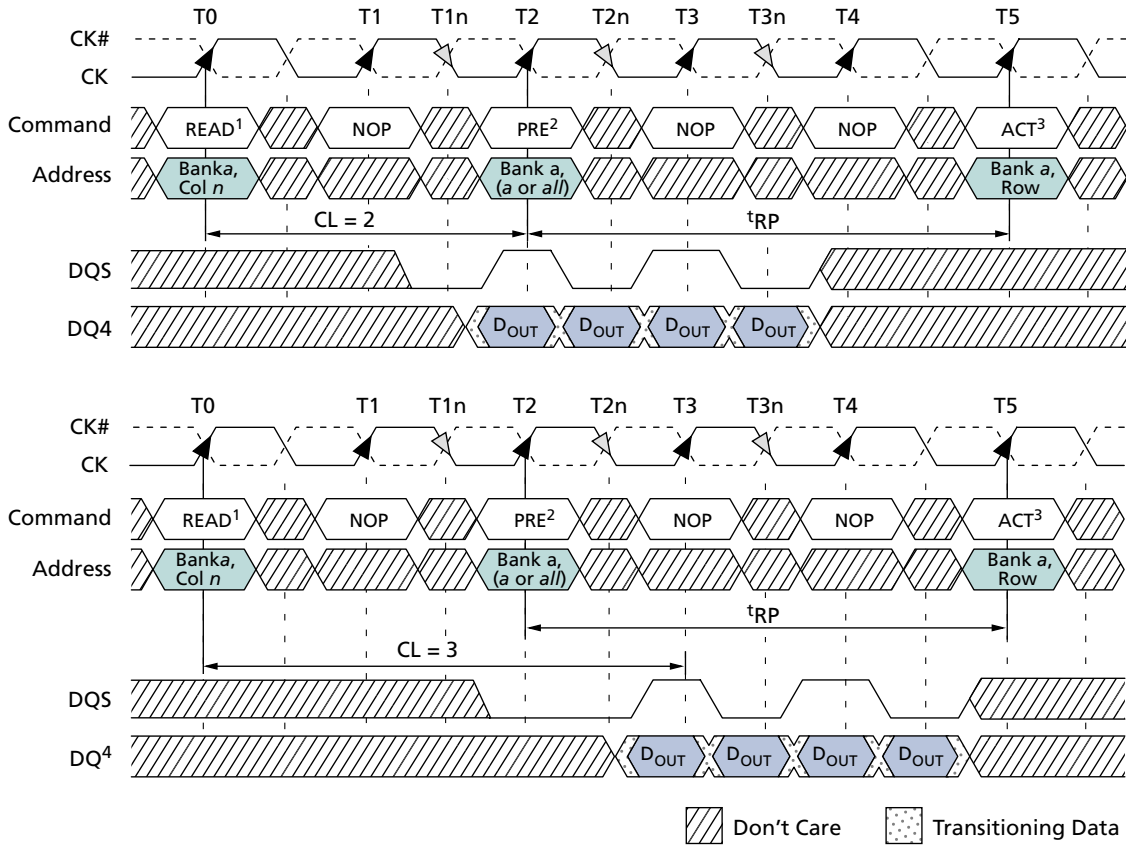 T0 T1 T1n T2 T2n T3 T3n T4 T5
CK#
CK
Command READ¹ NOP PRE² NOP NOP ACT³
Address Banka, Col n Bank a, (a or all) Bank a, Row
CL = 2 tRP
DQS
DQ4 DOUT DOUT DOUT DOUT
T0 T1 T1n T2 T2n T3 T3n T4 T5
CK#
CK
Command READ¹ NOP PRE² NOP NOP ACT³
Address Banka, Col n Bank a, (a or all) Bank a, Row
tRP
CL = 3
DQS
DQ⁴ DOUT DOUT DOUT DOUT
Don't Care Transitioning Data